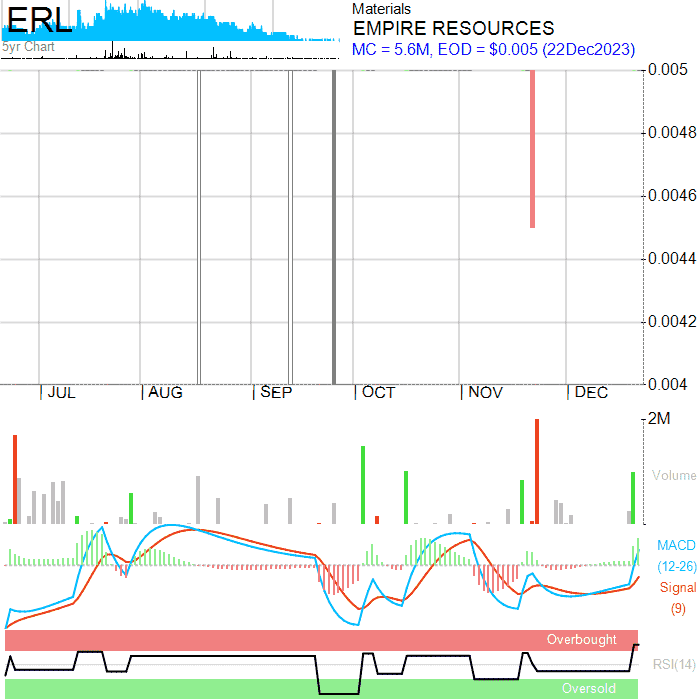 ERL
5yr Chart
Materials
EMPIRE RESOURCES
MC = 5.6M, EOD = $0.005 (22Dec2023)
0.005
0.0048
0.0046
0.0044
0.0042
0.004
JUL AUG SEP OCT NOV DEC
2M
Volume
MACD
(12-26)
Signal
(9)
Overbought
RSI(14)
Oversold